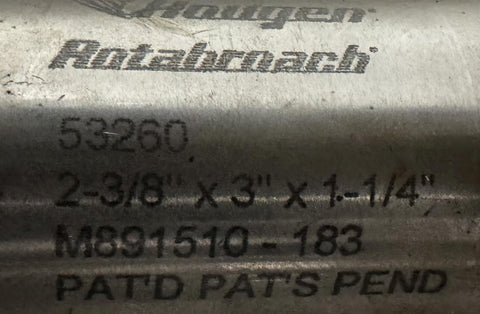 Hougen
Rotabroach
53260
2-3/8" x 3" x 1-1/4"
M891510 - 183
PAT'D PAT'S PEND